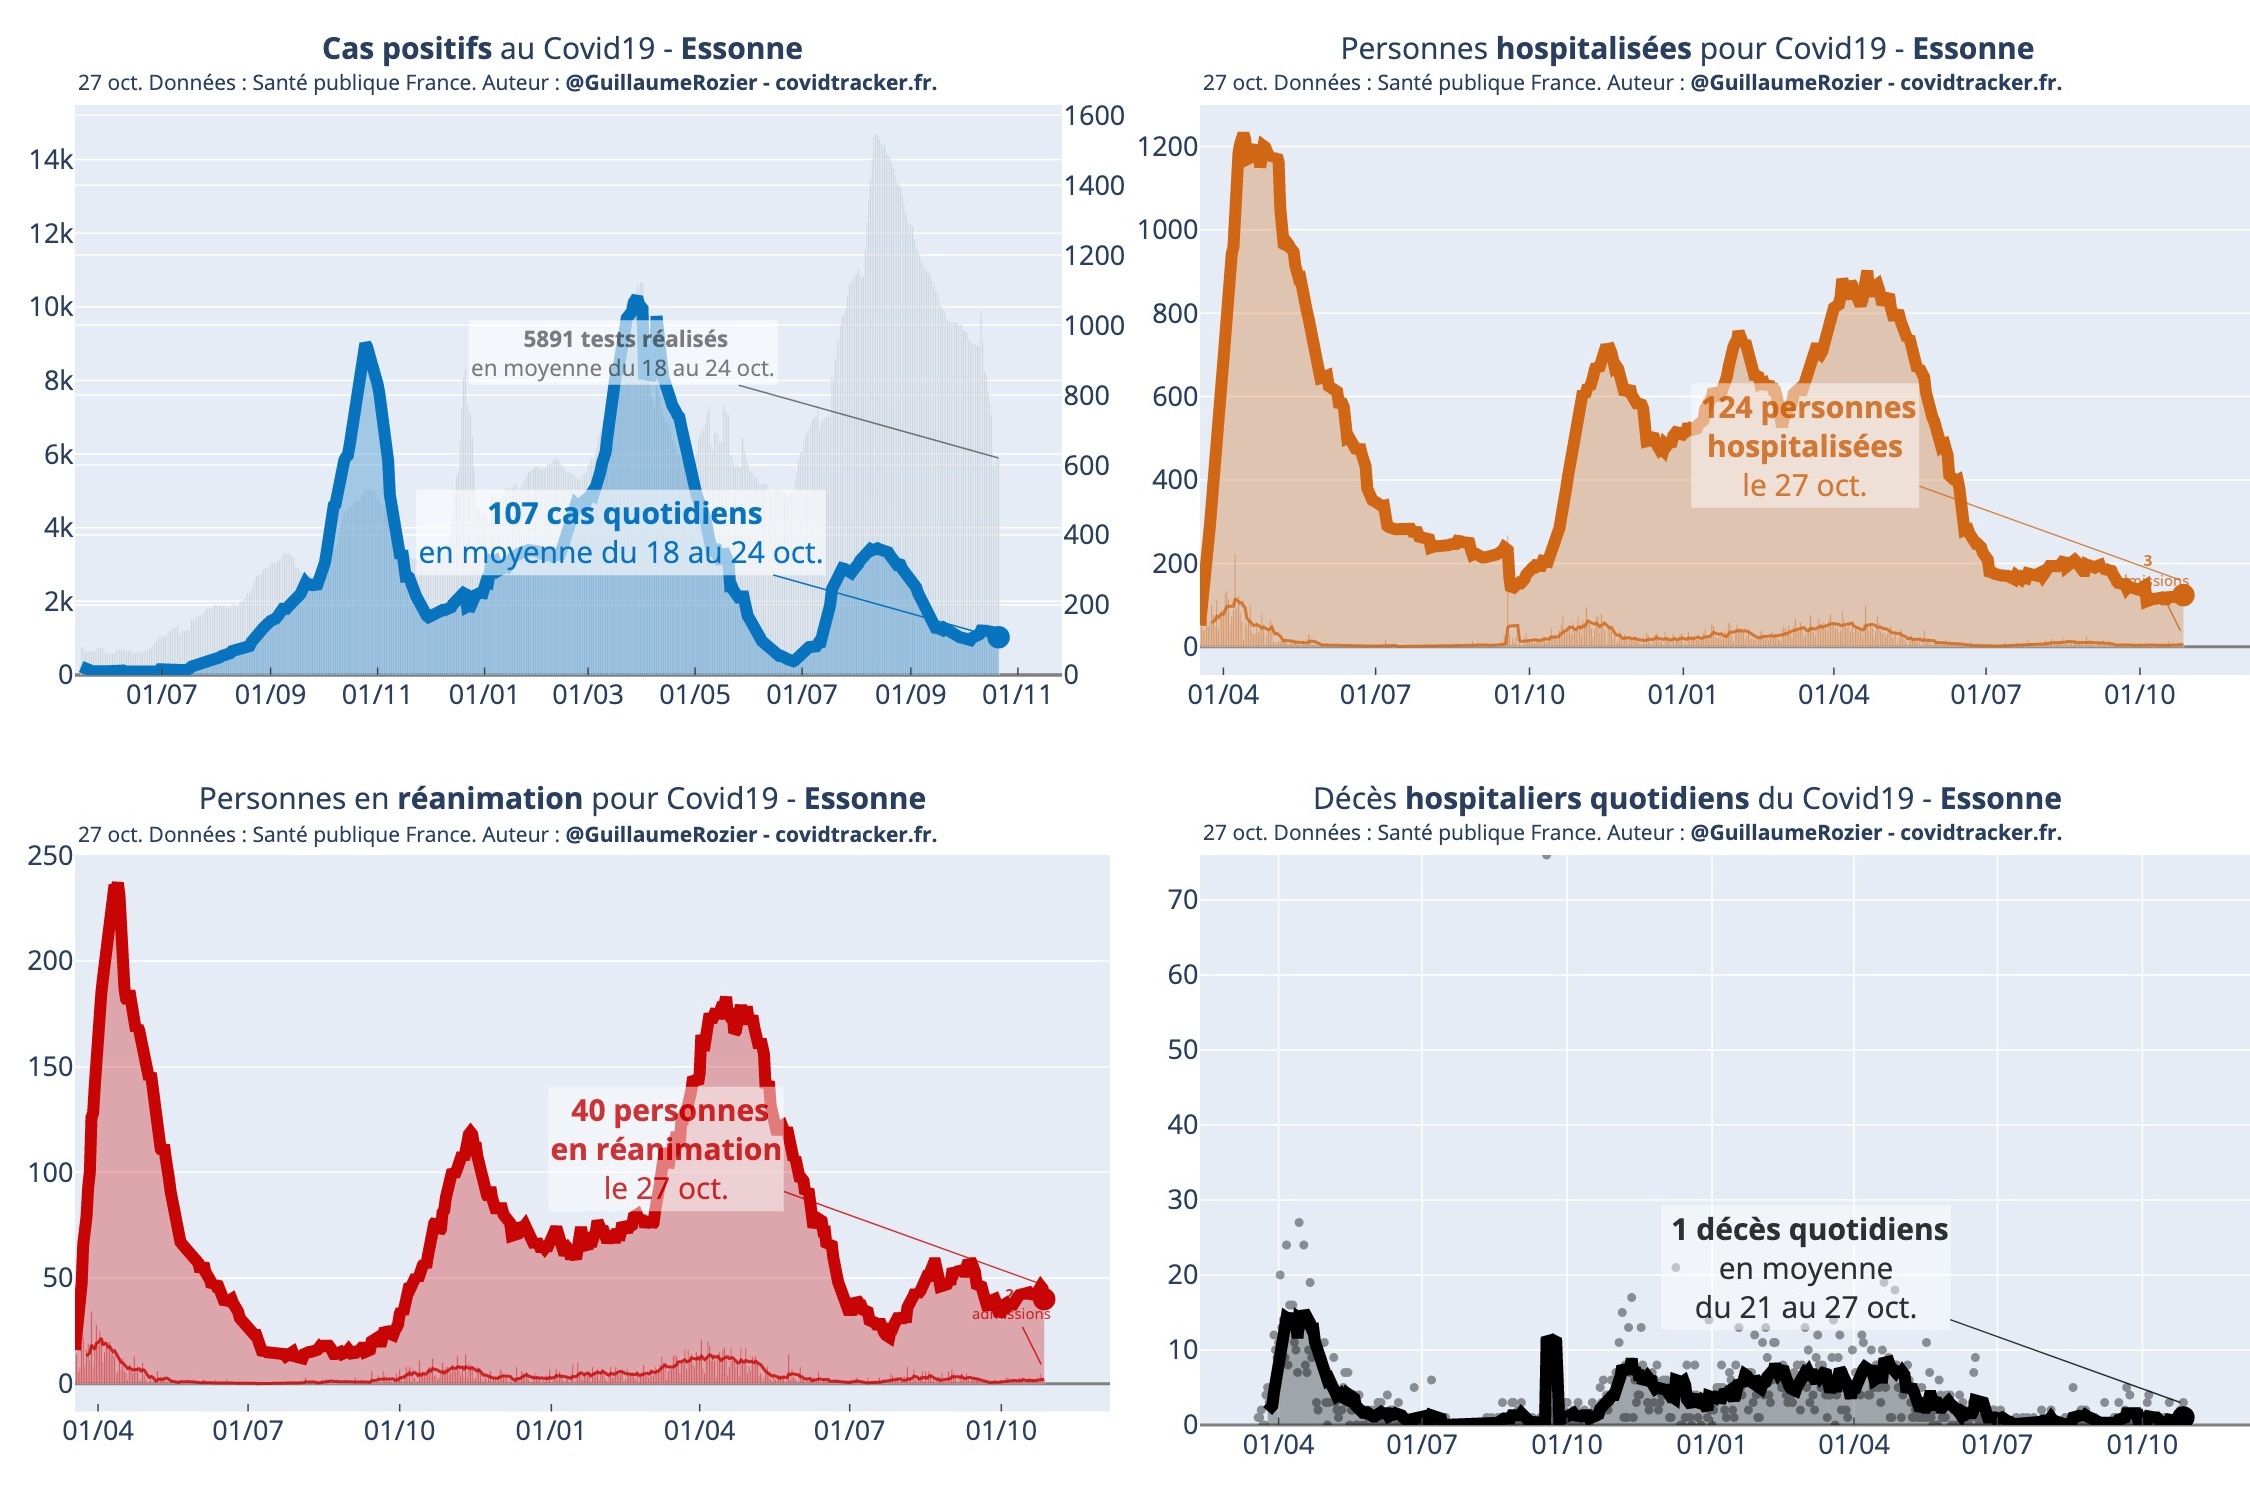 Cas positifs au Covid19 - Essonne
27 oct. Données : Santé publique France. Auteur : @GuillaumeRozier - covidtracker.fr.
14k
12k
10k
8k
6k
4k
2k
0
1600
1400
1200
1000
800
600
400
200
0
5891 tests réalisés
en moyenne du 18 au 24 oct.
107 cas quotidiens
en moyenne du 18 au 24 oct.
01/07 01/09 01/11 01/01 01/03 01/05 01/07 01/09 01/11
Personnes hospitalisées pour Covid19 - Essonne
27 oct. Données : Santé publique France. Auteur : @GuillaumeRozier - covidtracker.fr.
1200
1000
800
600
400
200
0
124 personnes
hospitalisées
le 27 oct.
3
01/04 01/07 01/10 01/01 01/04 01/07 01/10
Personnes en réanimation pour Covid19 - Essonne
27 oct. Données : Santé publique France. Auteur : @GuillaumeRozier - covidtracker.fr.
250
200
150
100
50
0
40 personnes
en réanimation
le 27 oct.
2
admissions
01/04 01/07 01/10 01/01 01/04 01/07 01/10
Décès hospitaliers quotidiens du Covid19 - Essonne
27 oct. Données : Santé publique France. Auteur : @GuillaumeRozier - covidtracker.fr.
70
60
50
40
30
20
10
0
1 décès quotidiens
en moyenne
du 21 au 27 oct.
01/04 01/07 01/10 01/01 01/04 01/07 01/10